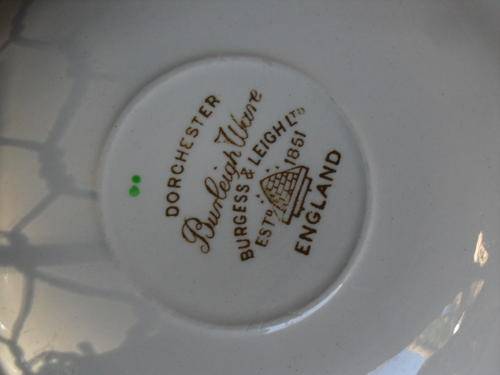 DORCHESTER
Burleigh Ware
BURGESS & LEIGH LTD
ESTD 1851
ENGLAND